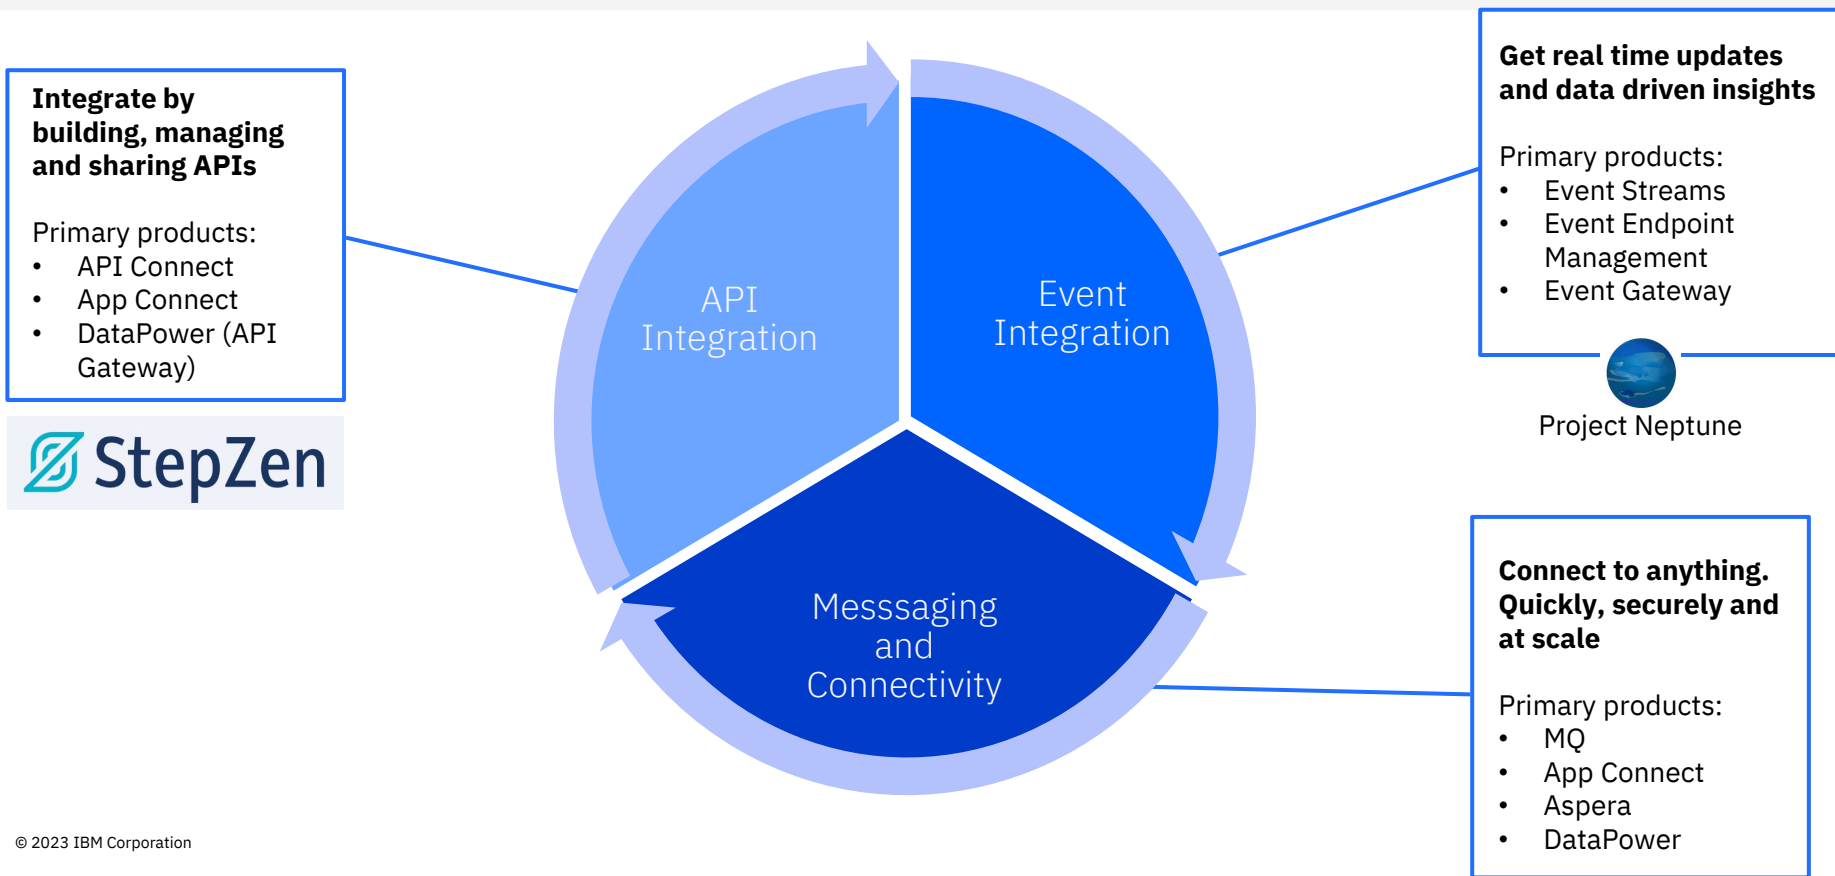 Integrate by
building, managing
and sharing APIs
Primary products:
• API Connect
• App Connect
• DataPower (API
Gateway)
StepZen
API
Integration
Event
Integration
Messsaging
and
Connectivity
Get real time updates
and data driven insights
Primary products:
• Event Streams
• Event Endpoint
Management
• Event Gateway
Project Neptune
Connect to anything.
Quickly, securely and
at scale
Primary products:
• MQ
• App Connect
• Aspera
• DataPower
© 2023 IBM Corporation